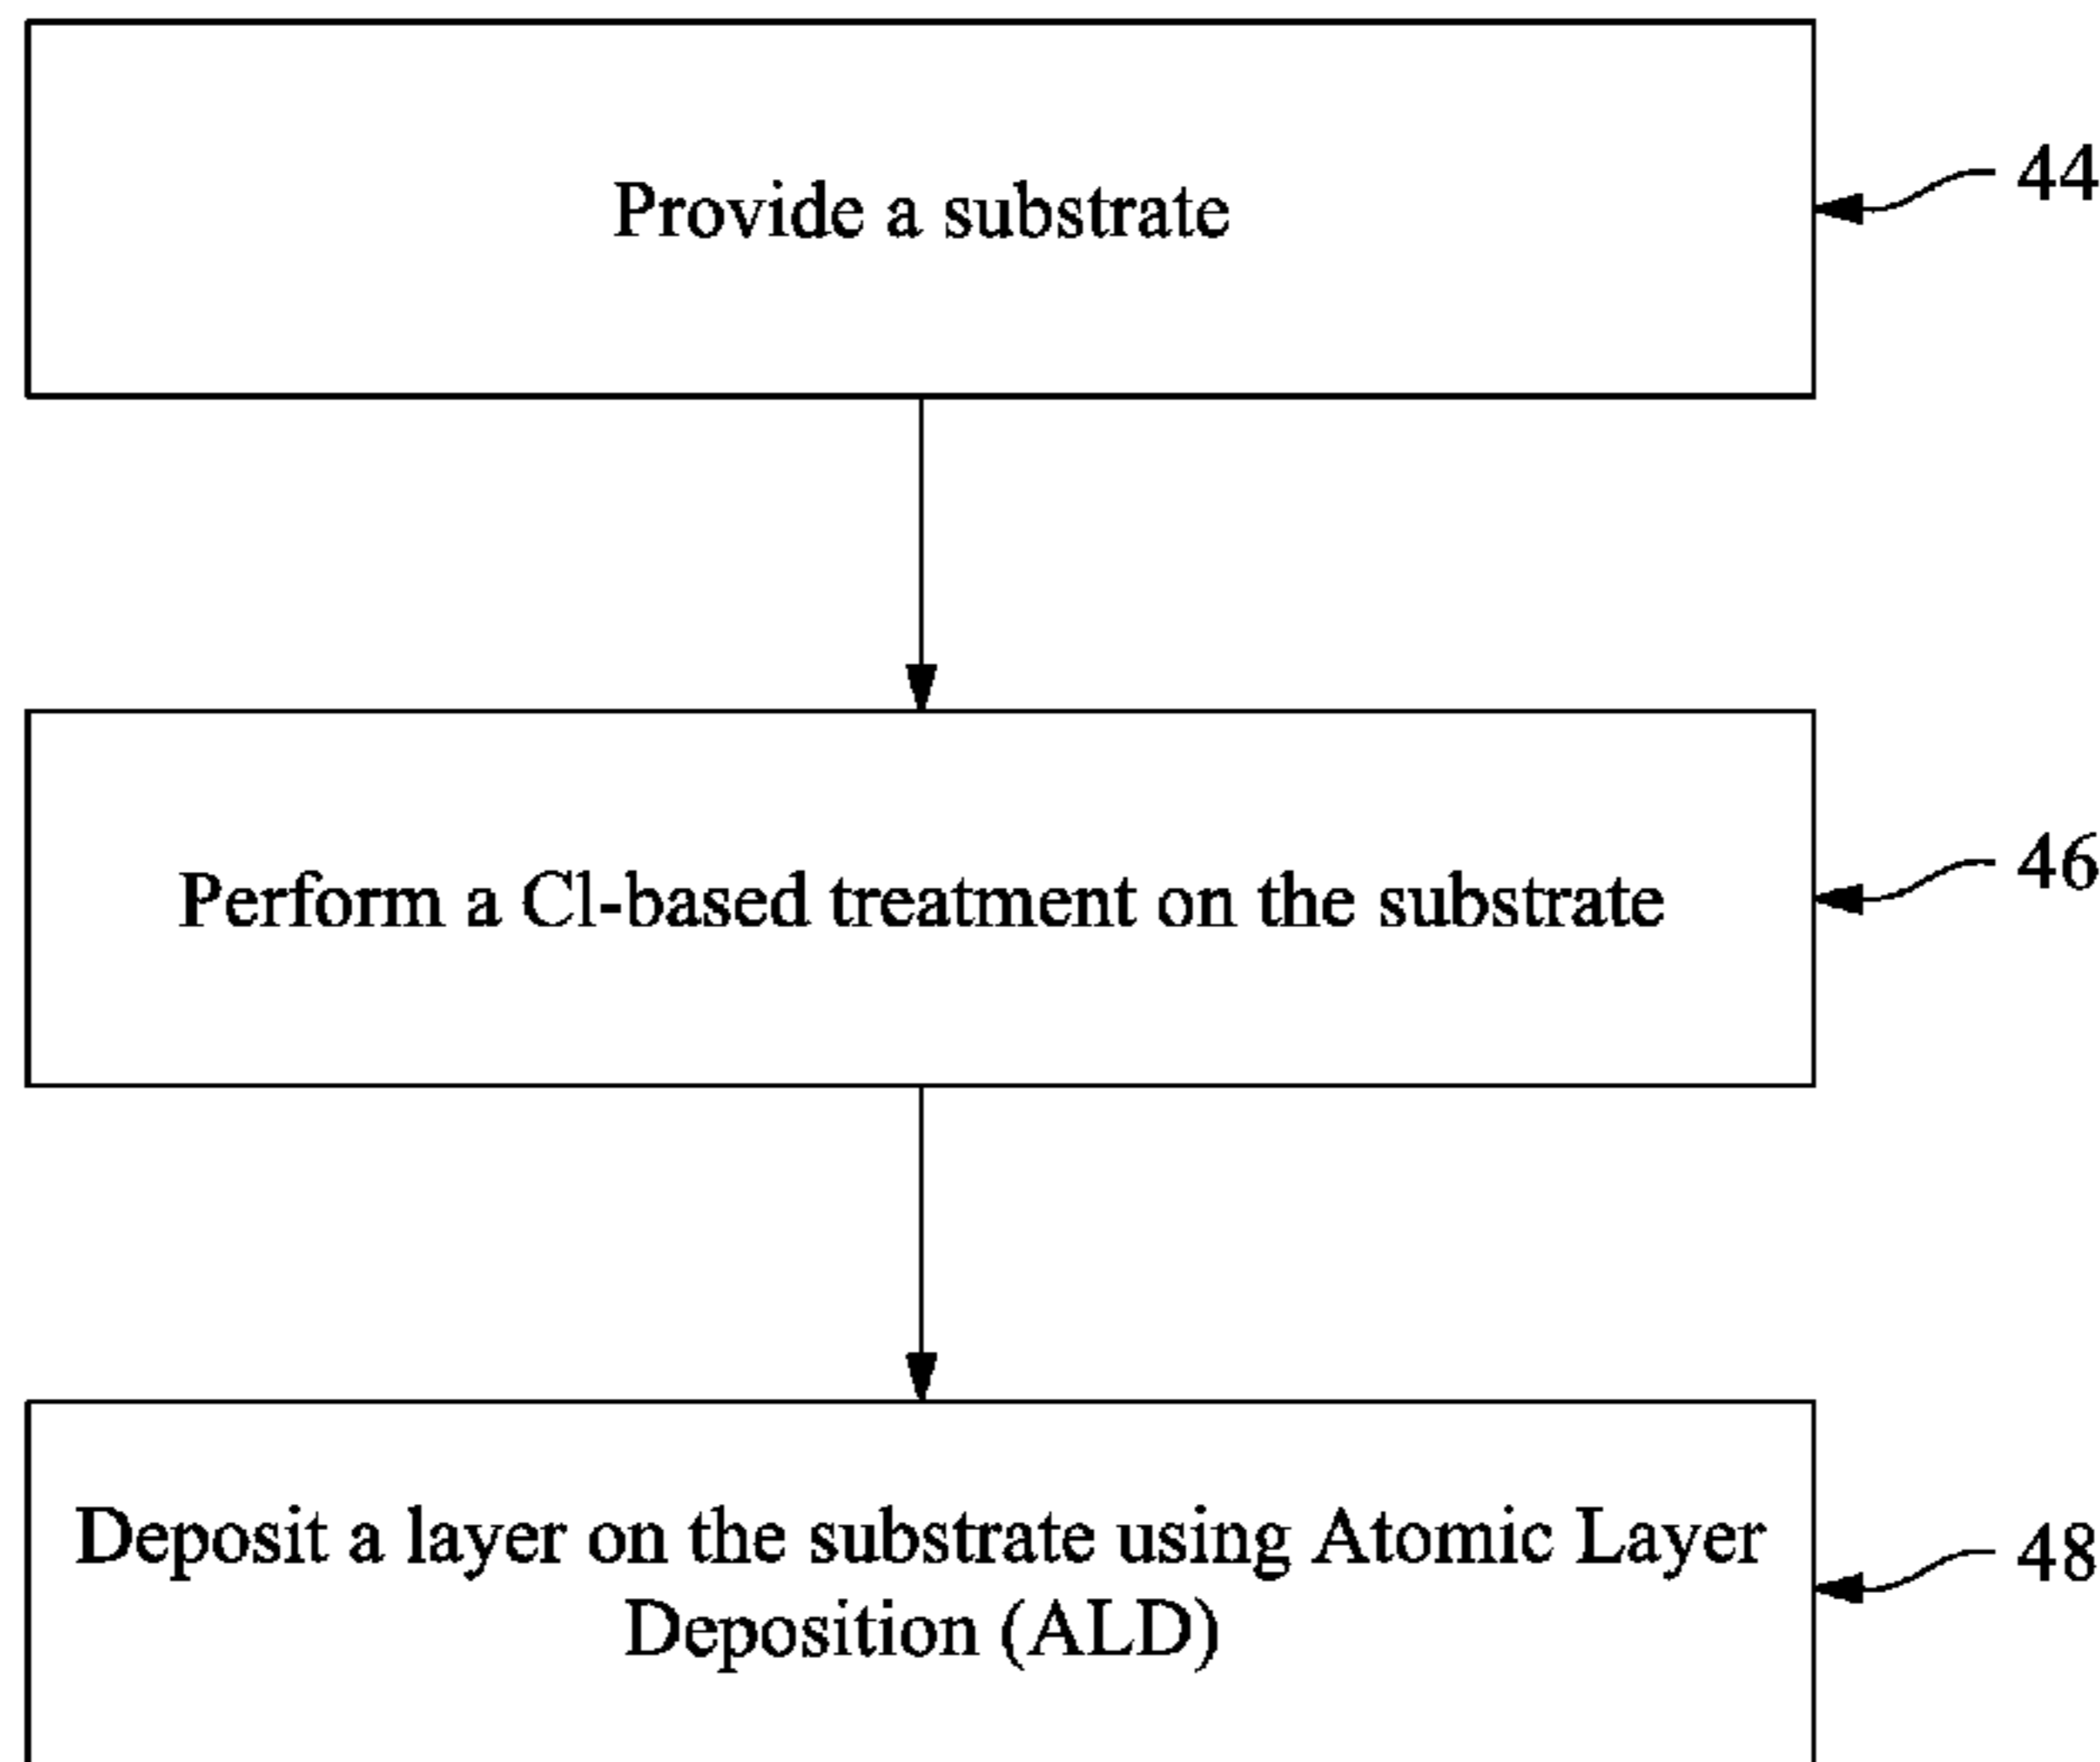 Provide a substrate
44
Perform a Cl-based treatment on the substrate
46
Deposit a layer on the substrate using Atomic Layer
Deposition (ALD)
48